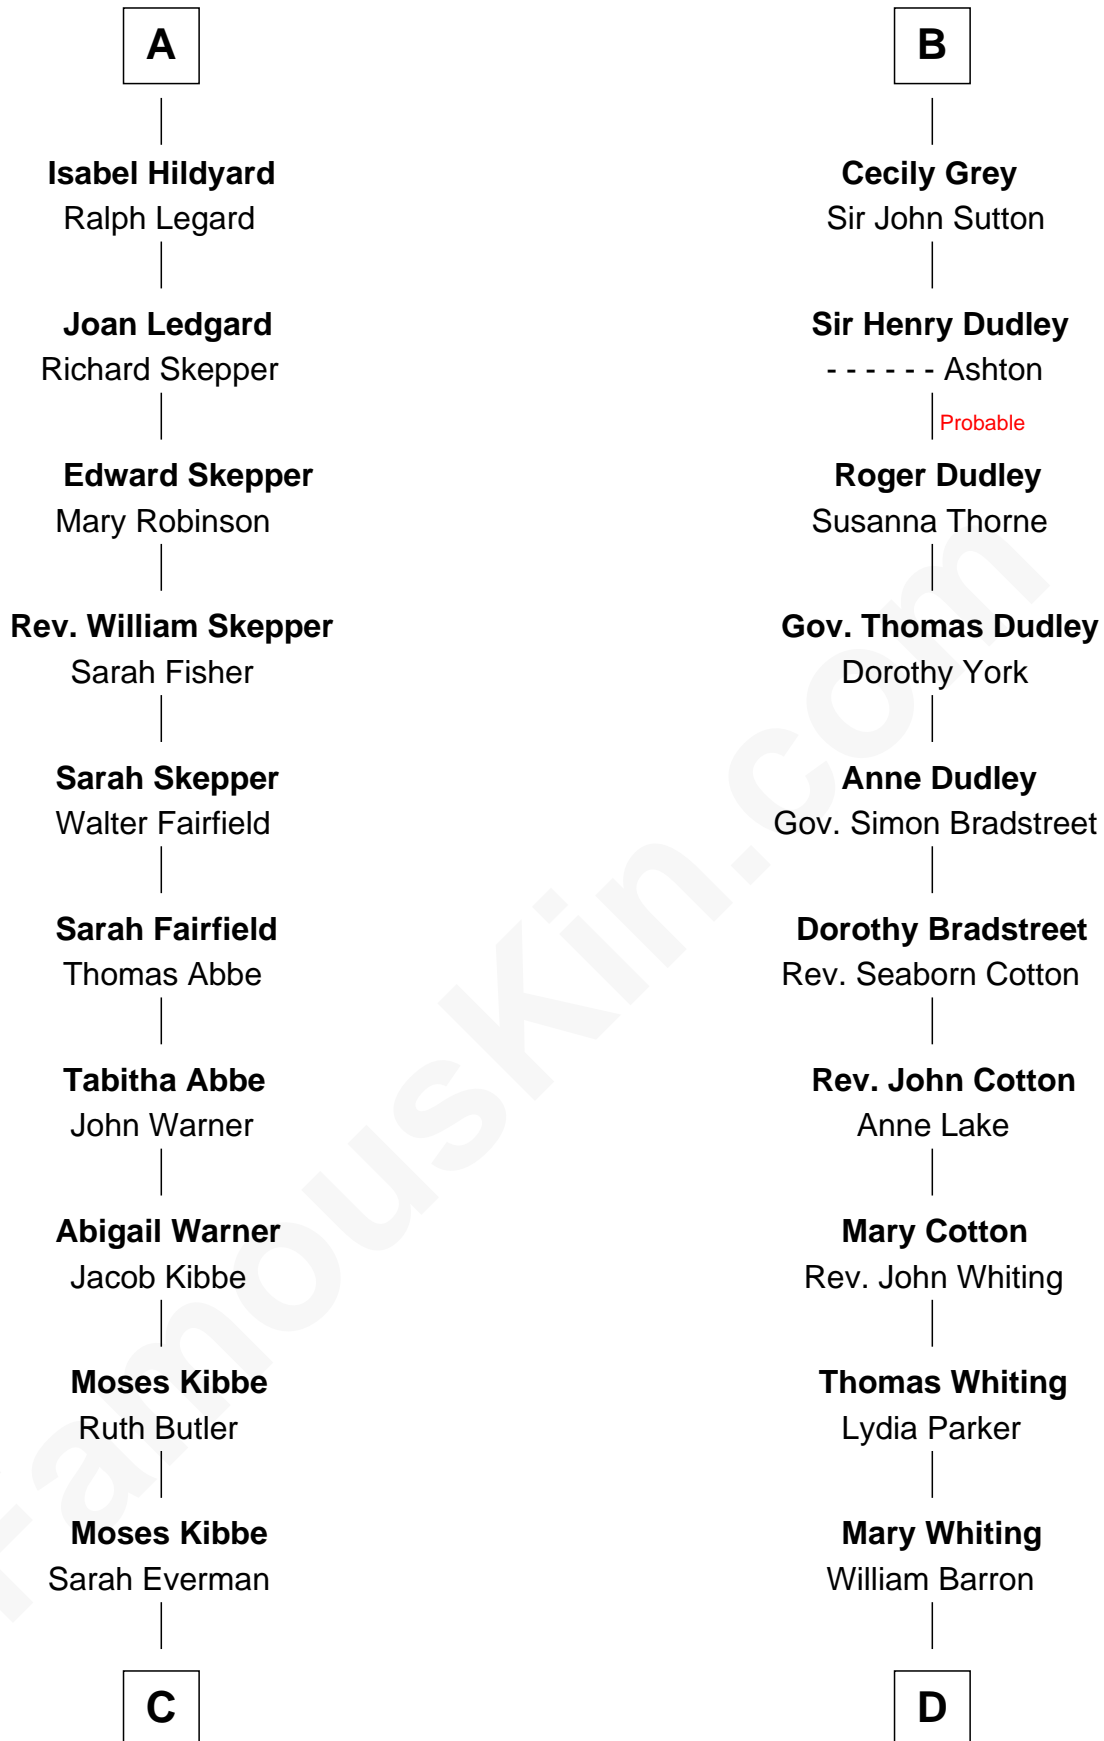 A
B
Isabel Hildyard
Ralph Legard
Cecily Grey
Sir John Sutton
Joan Ledgard
Richard Skepper
Sir Henry Dudley
- - - - - - Ashton
Probable
Edward Skepper
Mary Robinson
Roger Dudley
Susanna Thorne
Rev. William Skepper
Sarah Fisher
Gov. Thomas Dudley
Dorothy York
Sarah Skepper
Walter Fairfield
Anne Dudley
Gov. Simon Bradstreet
Sarah Fairfield
Thomas Abbe
Dorothy Bradstreet
Rev. Seaborn Cotton
Tabitha Abbe
John Warner
Rev. John Cotton
Anne Lake
Abigail Warner
Jacob Kibbe
Mary Cotton
Rev. John Whiting
Moses Kibbe
Ruth Butler
Thomas Whiting
Lydia Parker
Moses Kibbe
Sarah Everman
Mary Whiting
William Barron
C
D
FamousKin.com